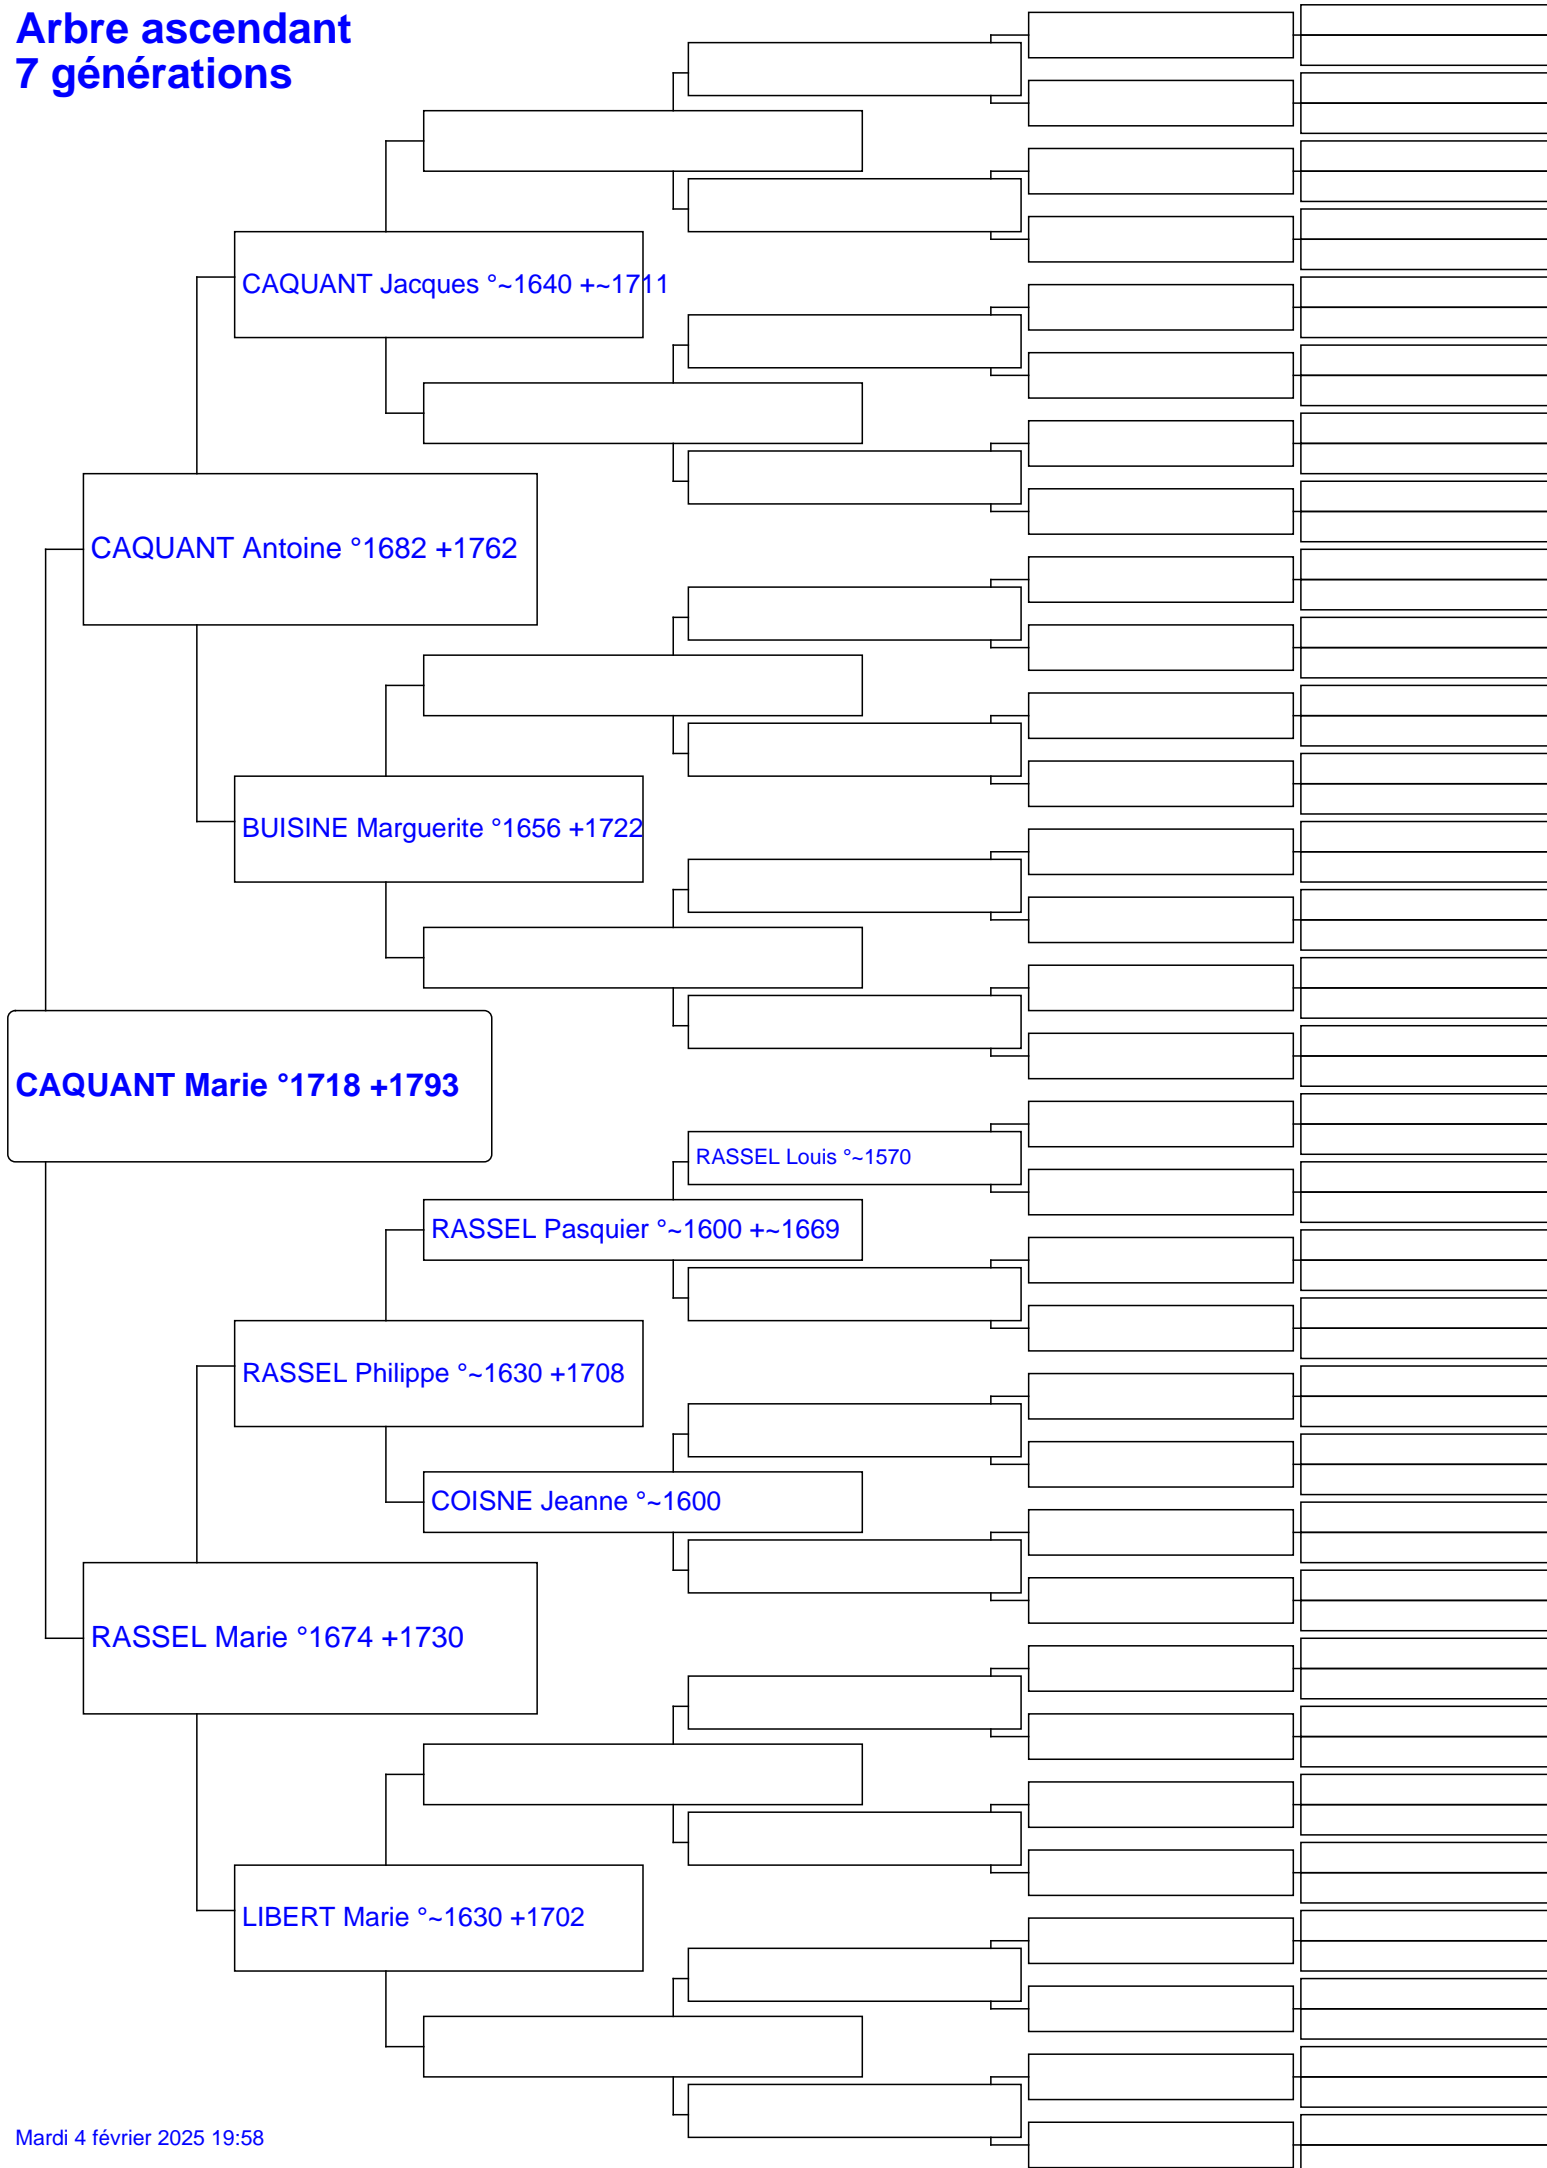 Arbre ascendant
7 générations
CAQUANT Jacques °~1640 +~1711
CAQUANT Antoine °1682 +1762
BUISINE Marguerite °1656 +1722
CAQUANT Marie °1718 +1793
RASSEL Louis °~1570
RASSEL Pasquier °~1600 +~1669
RASSEL Philippe °~1630 +1708
COISNE Jeanne °~1600
RASSEL Marie °1674 +1730
LIBERT Marie °~1630 +1702
Mardi 4 février 2025 19:58